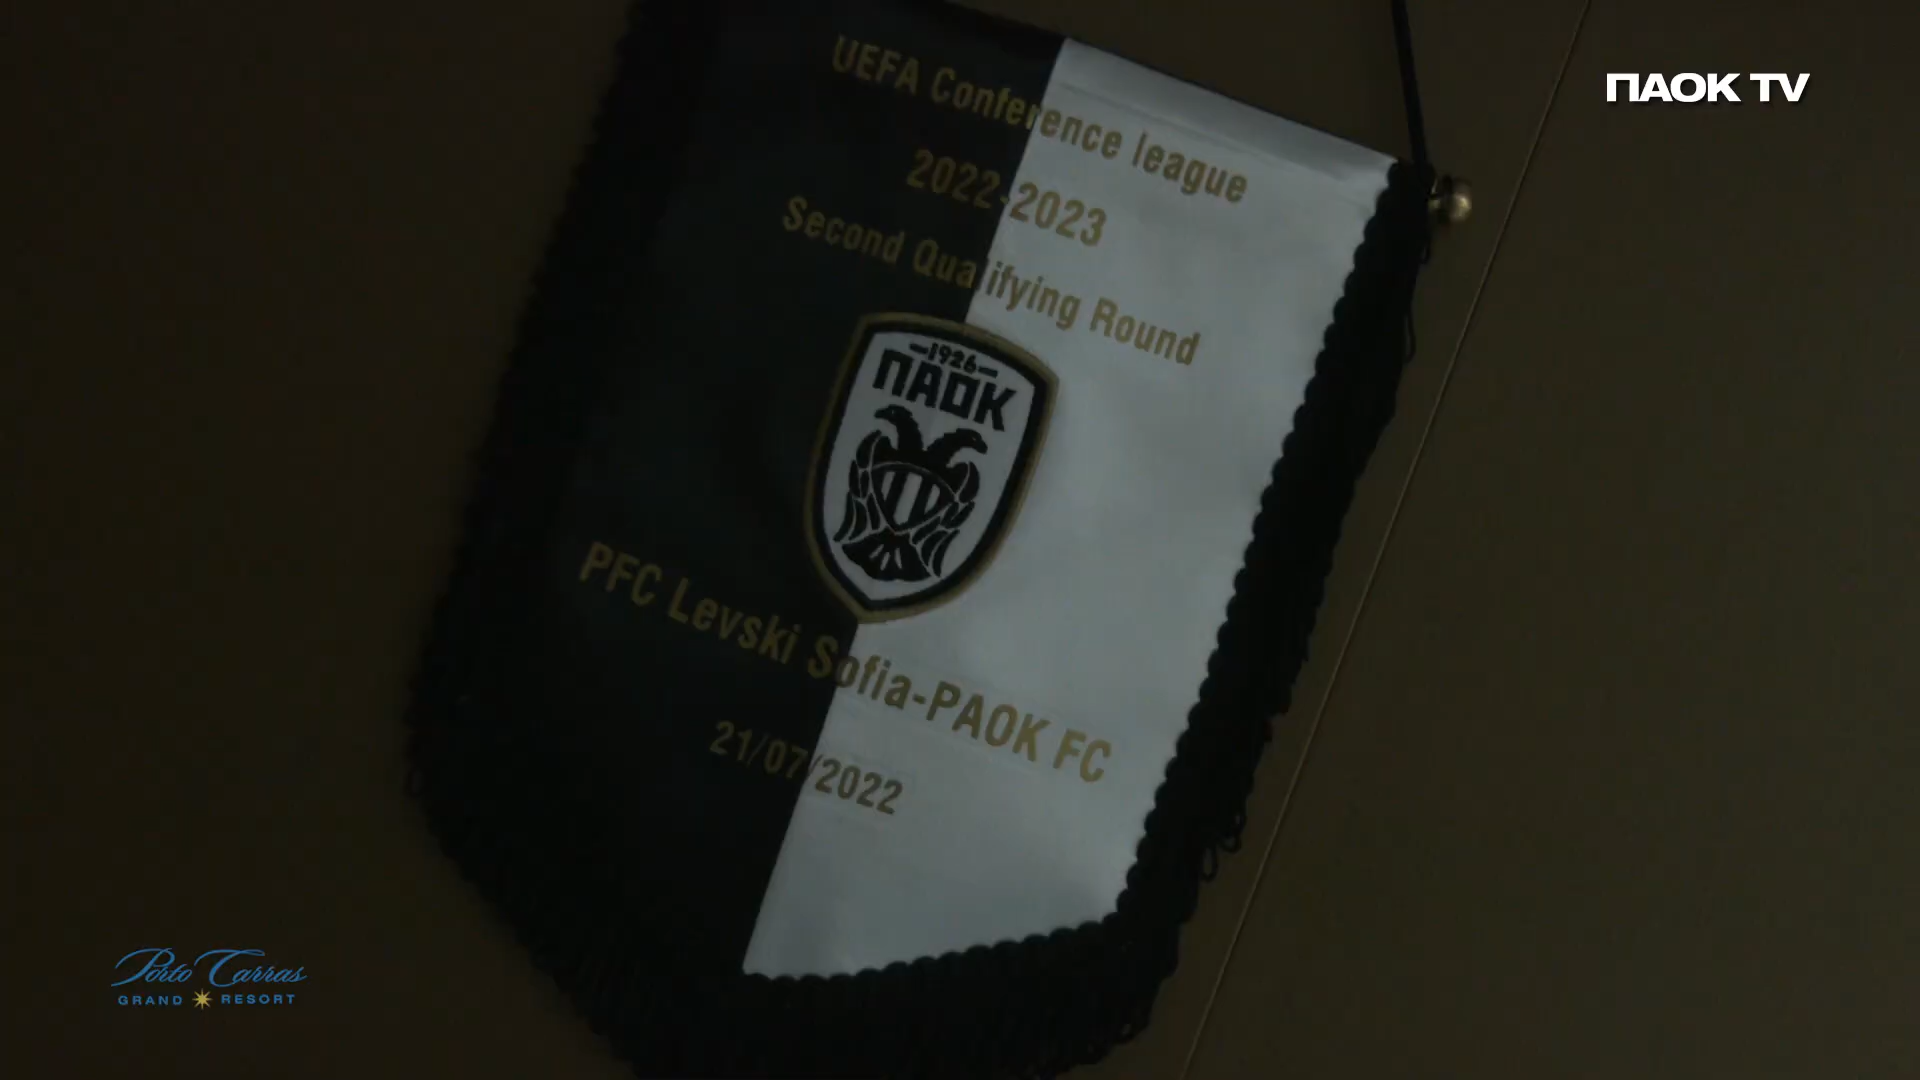 ΠΑΟΚ TV
UEFA Conference league
2022-2023
Second Qualifying Round
1926
ΠΑΟΚ
PFC Levski Sofia-PAOK FC
21/07/2022
Porto Carras
GRAND RESORT